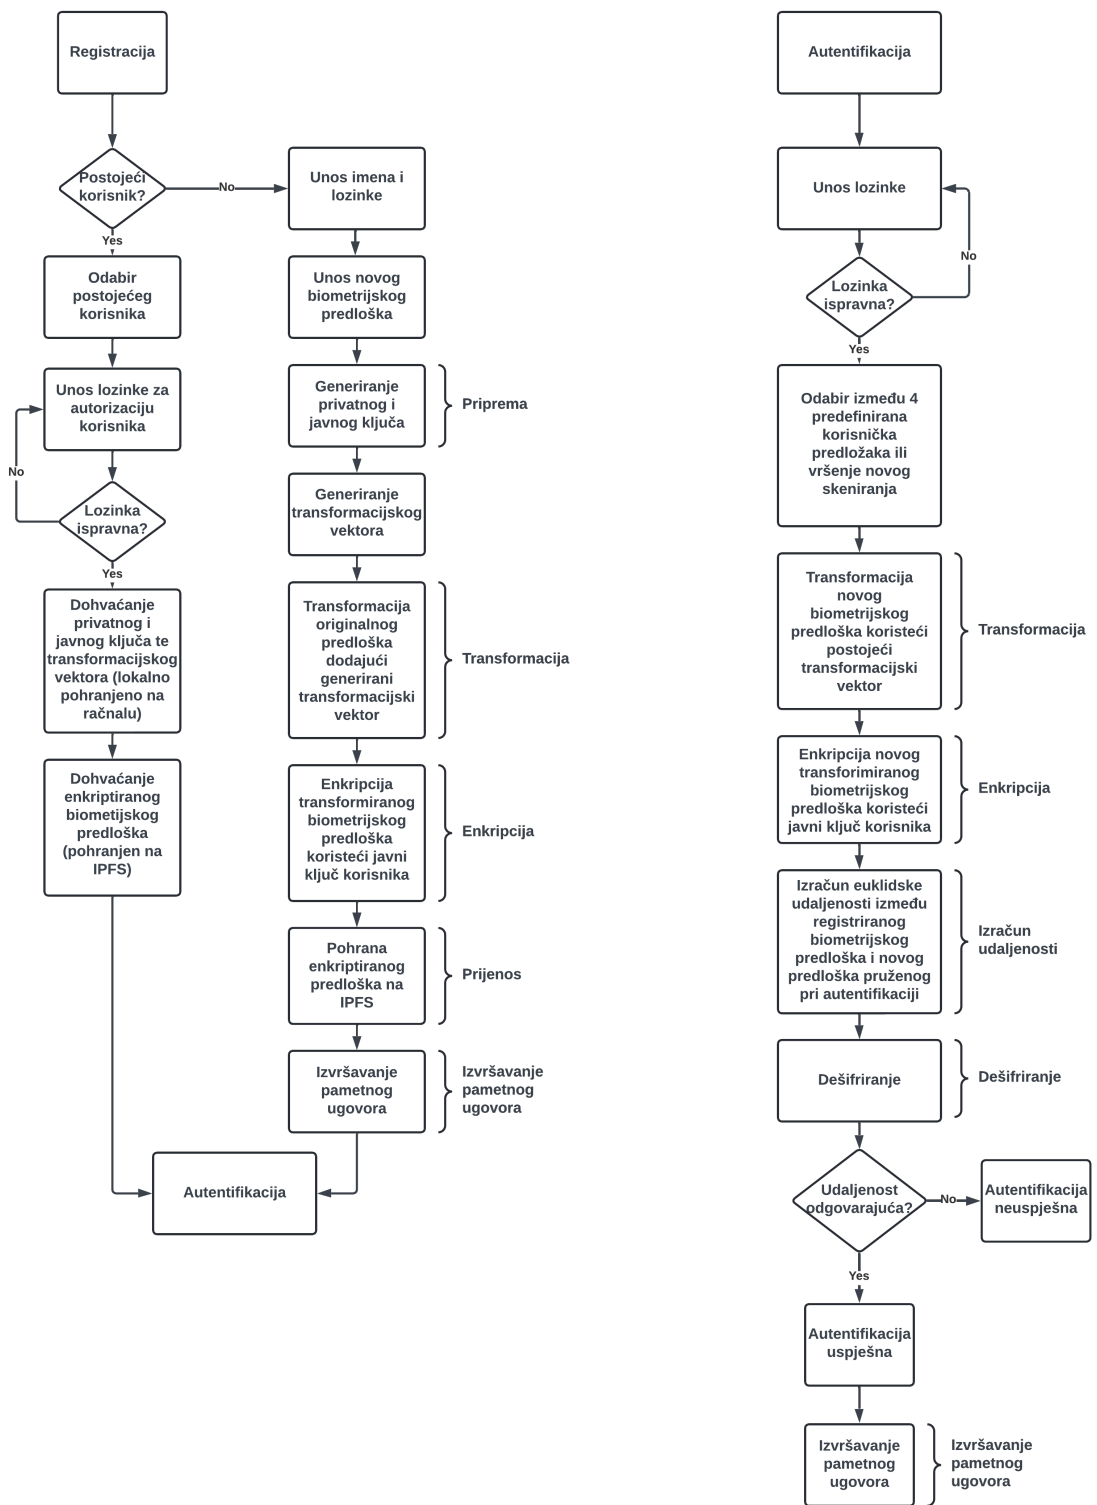 Registracija
Postojeći
korisnik?
No
Yes
Odabir
postojećeg
korisnika
Unos lozinke za
autorizaciju
korisnika
No
Lozinka
ispravna?
Yes
Dohvaćanje
privatnog i
javnog ključa te
transformacijskog
vektora (lokalno
pohranjeno na
račnalu)
Dohvaćanje
enkriptiranog
biometijskog
predloška
(pohranjen na
IPFS)
Unos imena i
lozinke
Unos novog
biometrijskog
predloška
Generiranje
privatnog i
javnog ključa
Priprema
Generiranje
transformacijskog
vektora
Transformacija
originalnog
predloška
dodajući
generirani
transformacijski
vektor
Transformacija
Enkripcija
transformiranog
biometrijskog
predloška
koristeći javni
ključ korisnika
Enkripcija
Pohrana
enkriptiranog
predloška na
IPFS
Prijenos
Izvršavanje
pametnog
ugovora
Izvršavanje
pametnog
ugovora
Autentifikacija
Autentifikacija
Unos lozinke
No
Lozinka
ispravna?
Yes
Odabir između 4
predefinirana
korisnička
predložaka ili
vršenje novog
skeniranja
Transformacija
novog
biometrijskog
predloška koristeći
postojeći
transformacijski
vektor
Transformacija
Enkripcija novog
transforimiranog
biometrijskog
predloška koristeći
javni ključ korisnika
Enkripcija
Izračun euklidske
udaljenosti između
registriranog
biometrijskog
predloška i novog
predloška pruženog
pri autentifikaciji
Izračun
udaljenosti
Dešifriranje
Dešifriranje
Udaljenost
odgovarajuća?
No
Autentifikacija
neuspješna
Yes
Autentifikacija
uspješna
Izvršavanje
pametnog
ugovora
Izvršavanje
pametnog
ugovora